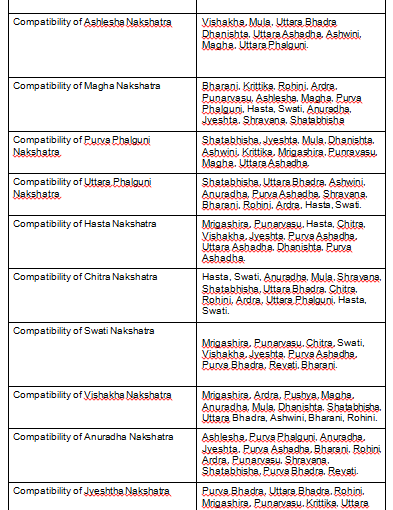 Compatibility of Ashlesha Nakshatra
Vishakha, Mula, Uttara Bhadra
Dhanishta, Uttara Ashadha, Ashwini,
Magha, Uttara Phalguni.
Compatibility of Magha Nakshatra
Bharani, Krittika, Rohini, Ardra,
Punarvasu, Ashlesha, Magha, Purva
Phalguni, Hasta, Swati, Anuradha,
Jyeshta, Shravana, Shatabhisha
Compatibility of Purva Phalguni
Nakshatra
Shatabhisha, Jyeshta, Mula, Dhanishta,
Ashwini, Krittika, Mrigashira, Punravasu,
Magha, Uttara Ashadha.
Compatibility of Uttara Phalguni
Nakshatra
Shatabhisha, Uttara Bhadra, Ashwini,
Anuradha, Purva Ashadha, Shravana,
Bharani, Rohini, Ardra, Hasta, Swati.
Compatibility of Hasta Nakshatra
Mrigashira, Punarvasu, Hasta, Chitra,
Vishakha, Jyeshta, Purva Ashadha,
Uttara Ashadha, Dhanishta, Purva
Ashadha.
Compatibility of Chitra Nakshatra
Hasta, Swati, Anuradha, Mula, Shravana,
Shatabhisha, Uttara Bhadra, Chitra,
Rohini, Ardra, Uttara Phalguni, Hasta,
Swati.
Compatibility of Swati Nakshatra
Mrigashira, Punarvasu, Chitra, Swati,
Vishakha, Jyeshta, Purva Ashadha,
Purva Bhadra, Revati, Bharani.
Compatibility of Vishakha Nakshatra
Mrigashira, Ardra, Pushya, Magha,
Anuradha, Mula, Dhanishta, Shatabhisha,
Uttara Bhadra, Ashwini, Bharani, Rohini.
Compatibility of Anuradha Nakshatra
Ashlesha, Purva Phalguni, Anuradha,
Jyeshta, Purva Ashadha, Bharani, Rohini
Ardra, Punarvasu, Shravana,
Shatabhisha, Purva Bhadra, Revati.
Compatibility of Jyeshtha Nakshatra
Purva Bhadra, Uttara Bhadra, Rohini,
Mrigashira, Punarvasu, Krittika, Uttara